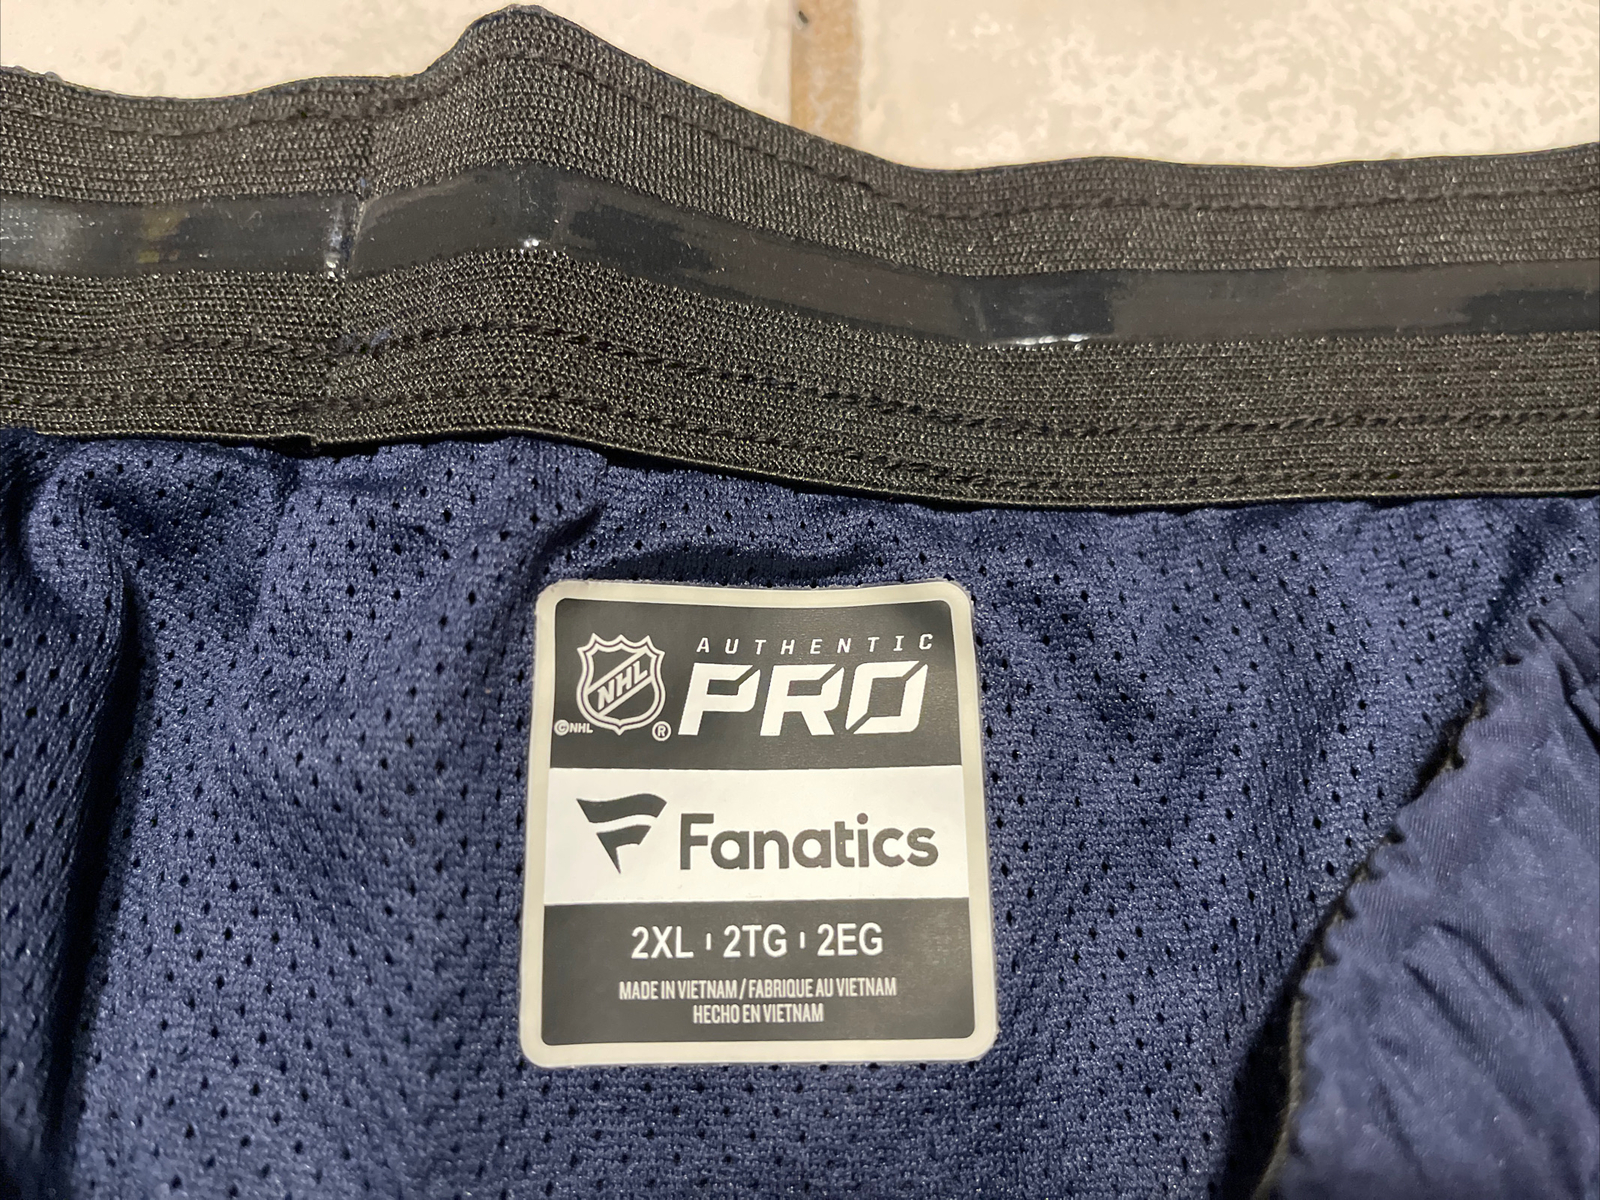 AUTHENTIC
NHL PRO
©NHL ®
Fanatics
2XL 2TG 2EG
MADE IN VIETNAM / FABRIQUE AU VIETNAM
HECHO EN VIETNAM